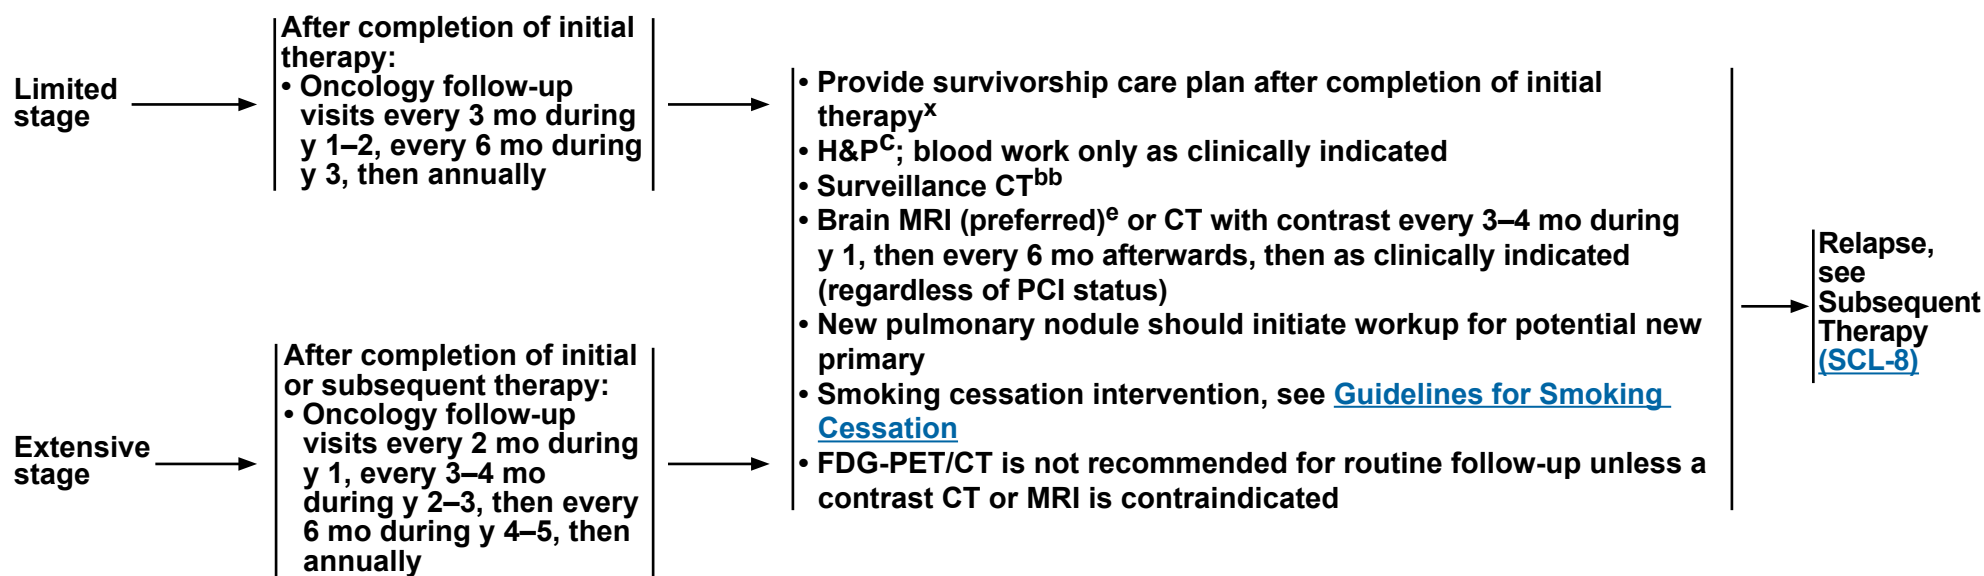 Limited
stage
After completion of initial
therapy:
• Oncology follow-up
visits every 3 mo during
y 1–2, every 6 mo during
y 3, then annually
Extensive
stage
After completion of initial
or subsequent therapy:
• Oncology follow-up
visits every 2 mo during
y 1, every 3–4 mo
during y 2–3, then every
6 mo during y 4–5, then
annually
• Provide survivorship care plan after completion of initial
therapyx
• H&Pc; blood work only as clinically indicated
• Surveillance CTbb
• Brain MRI (preferred)e or CT with contrast every 3–4 mo during
y 1, then every 6 mo afterwards, then as clinically indicated
(regardless of PCI status)
• New pulmonary nodule should initiate workup for potential new
primary
• Smoking cessation intervention, see Guidelines for Smoking
Cessation
• FDG-PET/CT is not recommended for routine follow-up unless a
contrast CT or MRI is contraindicated
Relapse,
see
Subsequent
Therapy
(SCL-8)